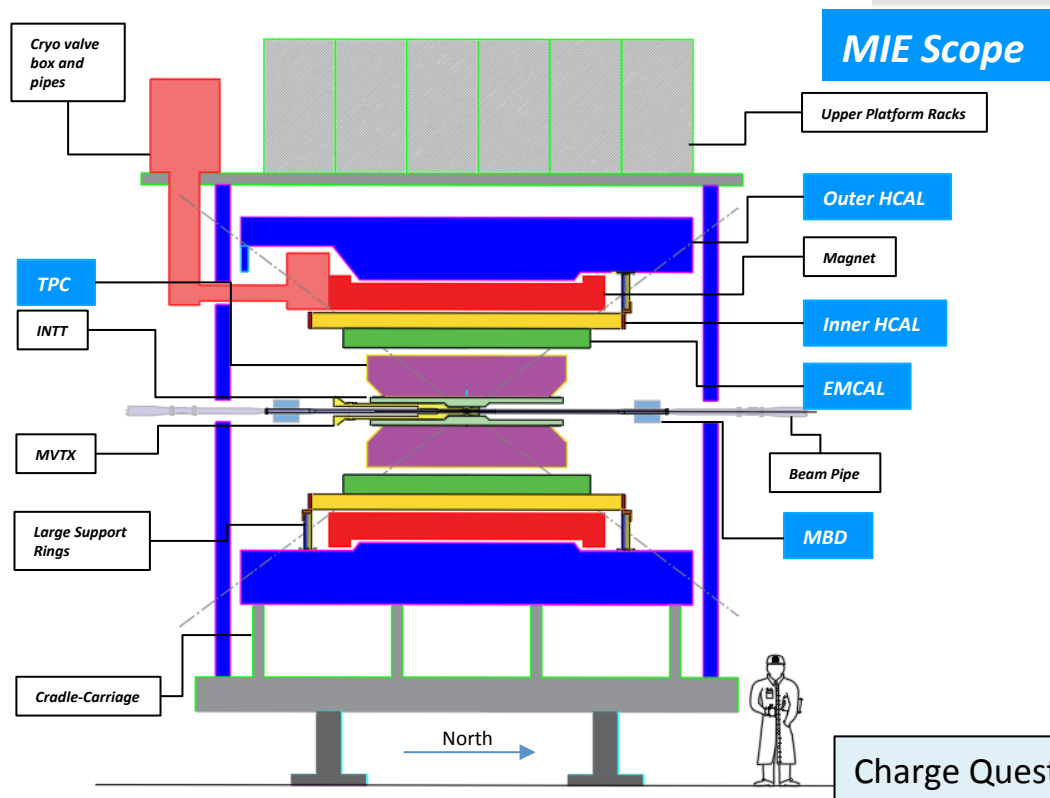 Cryo valve
box and
pipes
MIE Scope
Upper Platform Racks
Outer HCAL
Magnet
TPC
INTT
Inner HCAL
EMCAL
MVTX
Beam Pipe
Large Support
Rings
MBD
Cradle-Carriage
North
Charge Quest